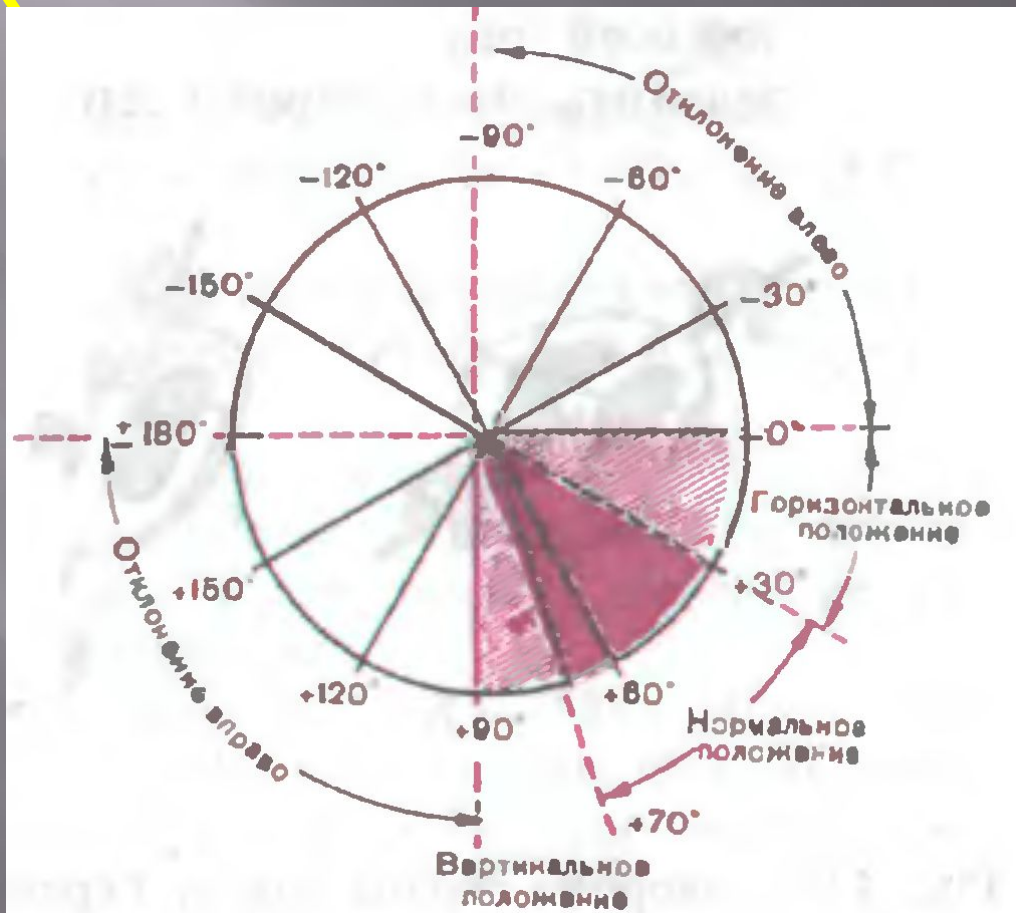 Отклонение влево
-90°
-120°
-60°
-150°
-30°
± 180°
0°
Горизонтальное
положение
+150°
+30°
Отклонение вправо
+120°
+60°
+90°
Нормальное
положение
+70°
Вертикальное
положение